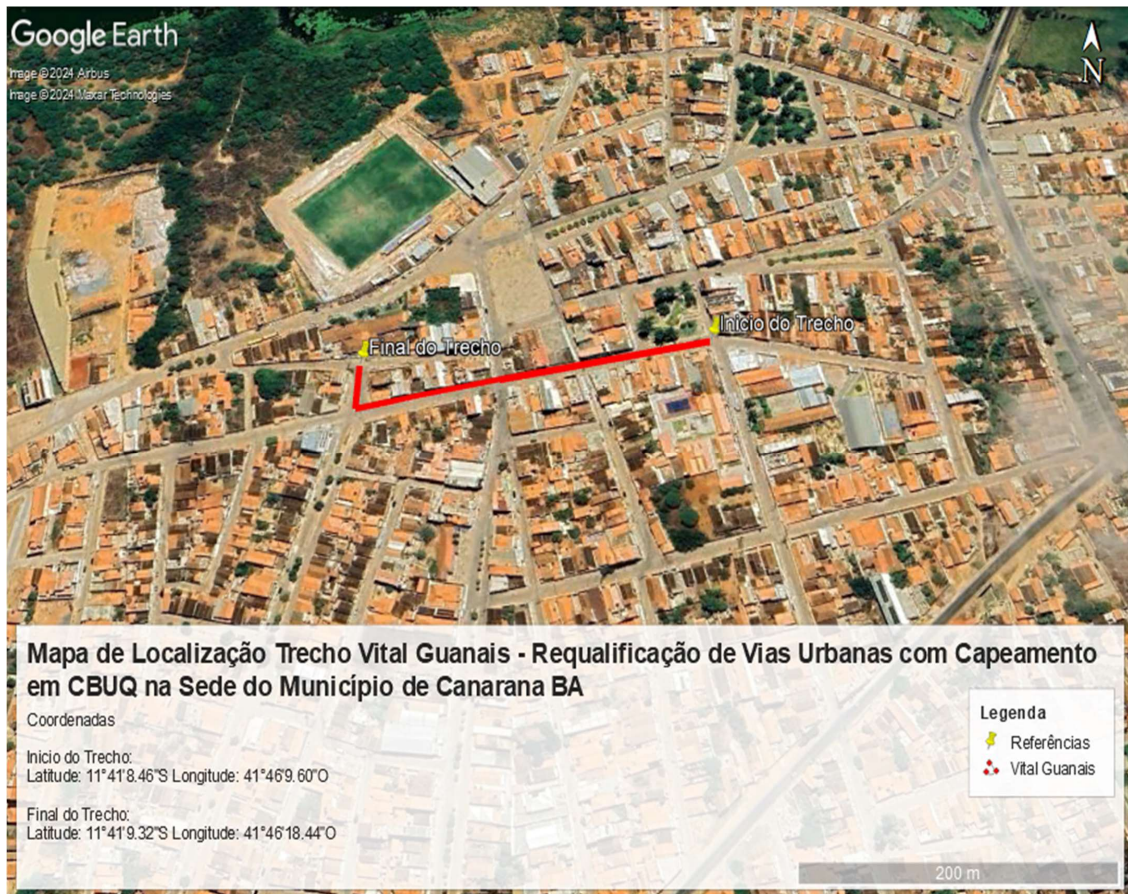 Google Earth
Image © 2024 Airbus
Image © 2024 Maxar Technologies
N
Início do Trecho
Final do Trecho
Mapa de Localização Trecho Vital Guanais - Requalificação de Vias Urbanas com Capeamento
em CBUQ na Sede do Município de Canarana BA
Coordenadas
Inicio do Trecho:
Latitude: 11°41'8.46"S Longitude: 41°46'9.60"O
Final do Trecho:
Latitude: 11°41'9.32"S Longitude: 41°46'18.44"O
Legenda
Referências
Vital Guanais
200 m